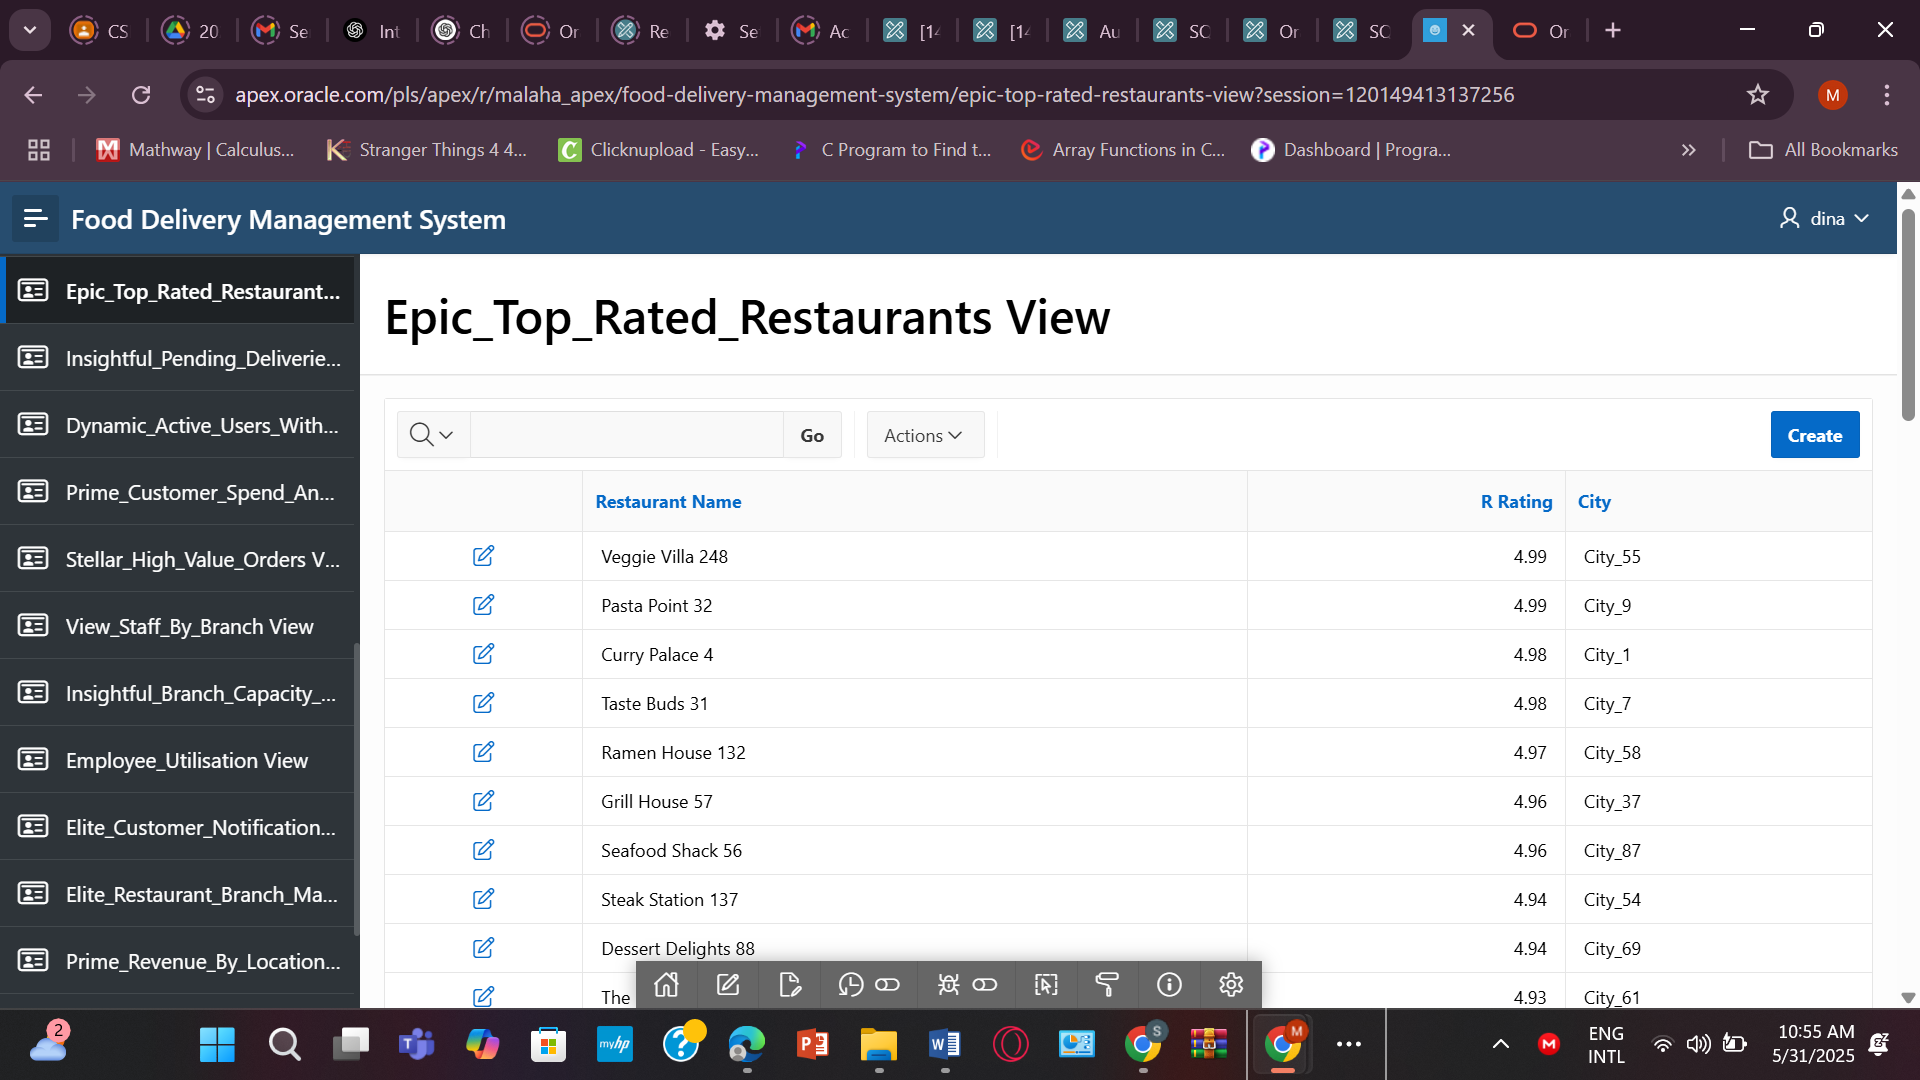 CS
20
Se
Int
Ch
Or
Re
Se
Ac
[14
[14
Au
SQ
Or
SQ
Or
apex.oracle.com/pls/apex/r/malaha_apex/food-delivery-management-system/epic-top-rated-restaurants-view?session=120149413137256
M
Mathway | Calculus...
Stranger Things 4 4...
Clicknupload - Easy...
C Program to Find t...
Array Functions in C...
Dashboard | Progra...
All Bookmarks
Food Delivery Management System
dina
Epic_Top_Rated_Restaurant...
Insightful_Pending_Deliverie...
Dynamic_Active_Users_With...
Prime_Customer_Spend_An...
Stellar_High_Value_Orders V...
View_Staff_By_Branch View
Insightful_Branch_Capacity_...
Employee_Utilisation View
Elite_Customer_Notification...
Elite_Restaurant_Branch_Ma...
Prime_Revenue_By_Location...
Epic_Top_Rated_Restaurants View
Go
Actions
Create
Restaurant Name R Rating City
Veggie Villa 248 4.99 City_55
Pasta Point 32 4.99 City_9
Curry Palace 4 4.98 City_1
Taste Buds 31 4.98 City_7
Ramen House 132 4.97 City_58
Grill House 57 4.96 City_37
Seafood Shack 56 4.96 City_87
Steak Station 137 4.94 City_54
Dessert Delights 88 4.94 City_69
The 4.93 City_61
2
myhp
S
M
ENG
INTL
10:55 AM
5/31/2025